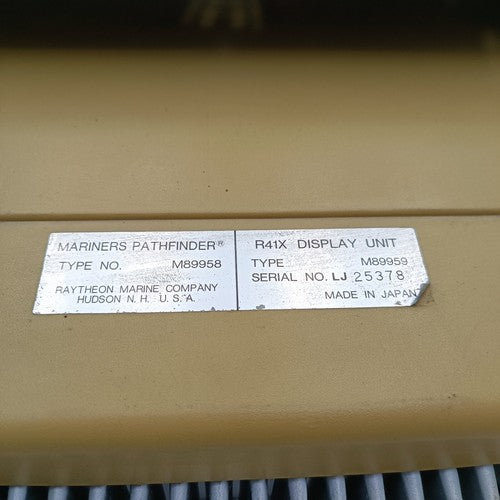 MARINERS PATHFINDER®
TYPE NO. M89958
RAYTHEON MARINE COMPANY
HUDSON N.H. U.S.A.
R41X DISPLAY UNIT
TYPE M89959
SERIAL NO. LJ 25378
MADE IN JAPAN